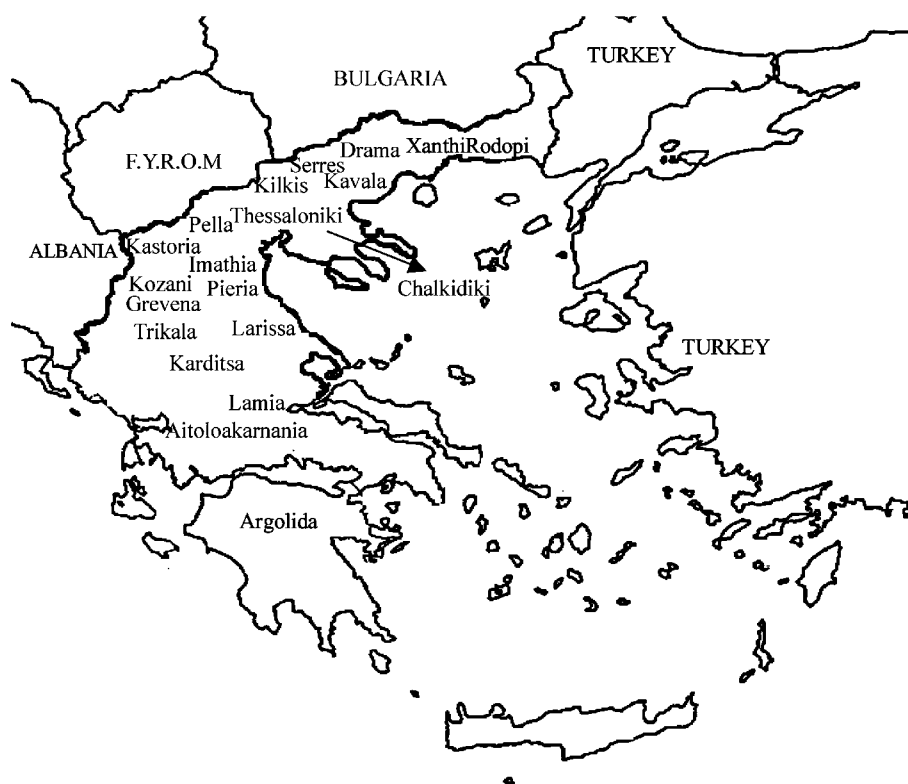 TURKEY
BULGARIA
Drama
XanthiRodopi
Serres
F.Y.R.O.M
Kilkis
Kavala
Pella
Thessaloniki
ALBANIA
Kastoria
Imathia
Kozani
Pieria
Chalkidiki
Grevena
Trikala
Larissa
TURKEY
Karditsa
Lamia
Aitoloakarnania
Argolida